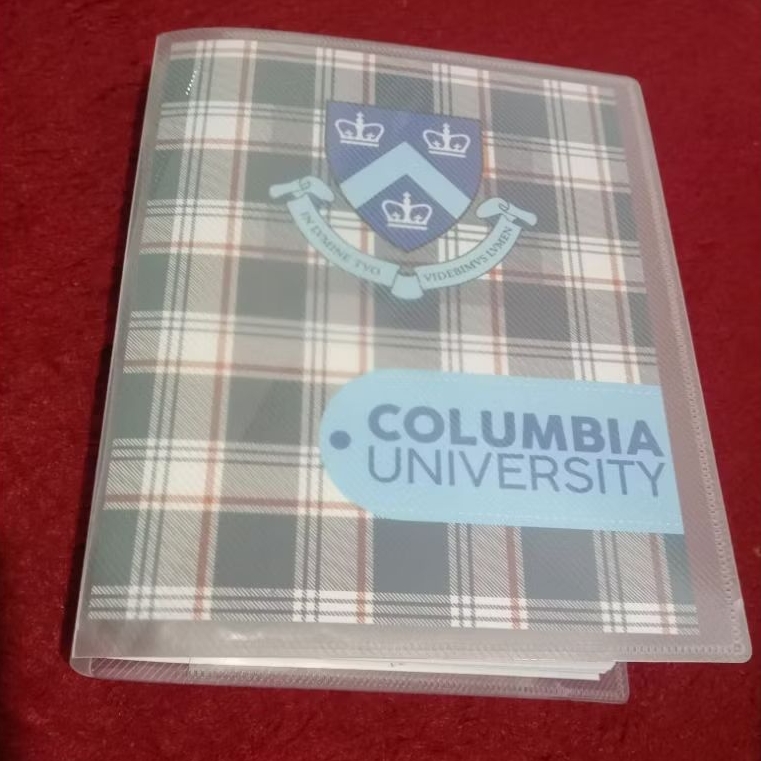 IN LVMINE TVO VIDEBIMVS LVMEN
COLUMBIA
UNIVERSITY